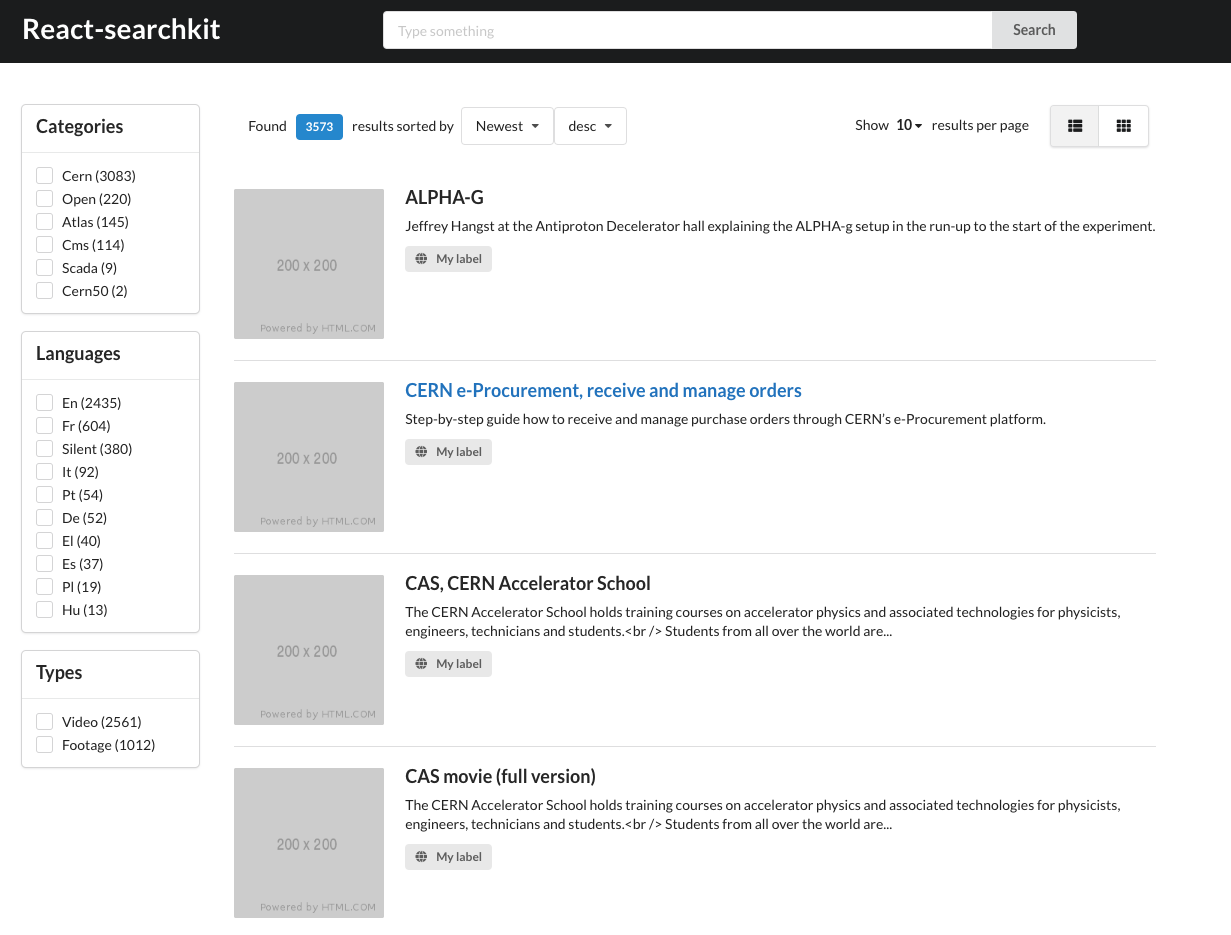 React-searchkit
Type something
Search
Categories
Cern (3083)
Open (220)
Atlas (145)
Cms (114)
Scada (9)
Cern50 (2)
Languages
En (2435)
Fr (604)
Silent (380)
It (92)
Pt (54)
De (52)
El (40)
Es (37)
Pl (19)
Hu (13)
Types
Video (2561)
Footage (1012)
Found 3573 results sorted by Newest desc
Show 10 results per page
200 x 200
Powered by HTML.COM
ALPHA-G
Jeffrey Hangst at the Antiproton Decelerator hall explaining the ALPHA-g setup in the run-up to the start of the experiment.
My label
200 x 200
Powered by HTML.COM
CERN e-Procurement, receive and manage orders
Step-by-step guide how to receive and manage purchase orders through CERN’s e-Procurement platform.
My label
200 x 200
Powered by HTML.COM
CAS, CERN Accelerator School
The CERN Accelerator School holds training courses on accelerator physics and associated technologies for physicists,
engineers, technicians and students.<br /> Students from all over the world are...
My label
200 x 200
Powered by HTML.COM
CAS movie (full version)
The CERN Accelerator School holds training courses on accelerator physics and associated technologies for physicists,
engineers, technicians and students.<br /> Students from all over the world are...
My label